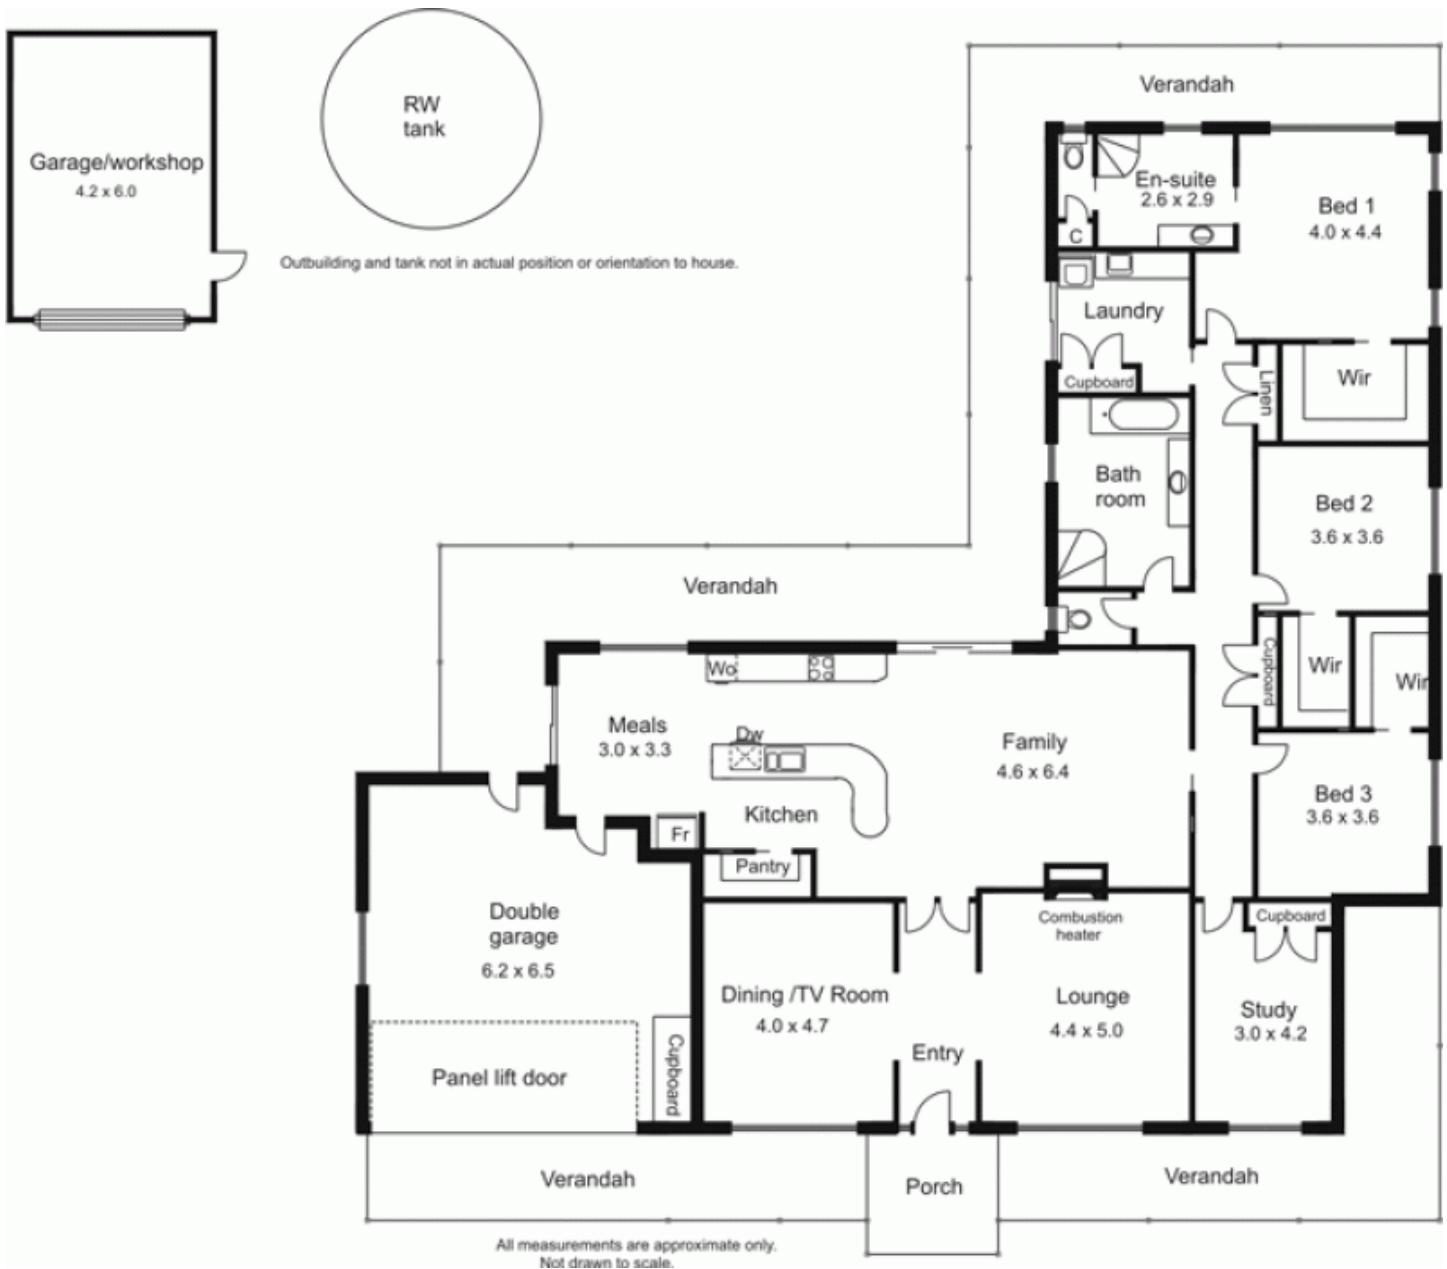 Verandah
RW
tank
Garage/workshop
4.2 x 6.0
En-suite
2.6 x 2.9
Bed 1
4.0 x 4.4
C
Outbuilding and tank not in actual position or orientation to house.
Laundry
Cupboard
Linen
Wir
Bath
room
Bed 2
3.6 x 3.6
Verandah
Wo
Cupboard
Wir
Wir
Meals
3.0 x 3.3
Dw
Family
4.6 x 6.4
Kitchen
Bed 3
3.6 x 3.6
Fr
Pantry
Double
garage
6.2 x 6.5
Combustion
heater
Cupboard
Dining /TV Room
4.0 x 4.7
Lounge
4.4 x 5.0
Study
3.0 x 4.2
Entry
Panel lift door
Cupboard
Verandah
Porch
Verandah
All measurements are approximate only.
Not drawn to scale.